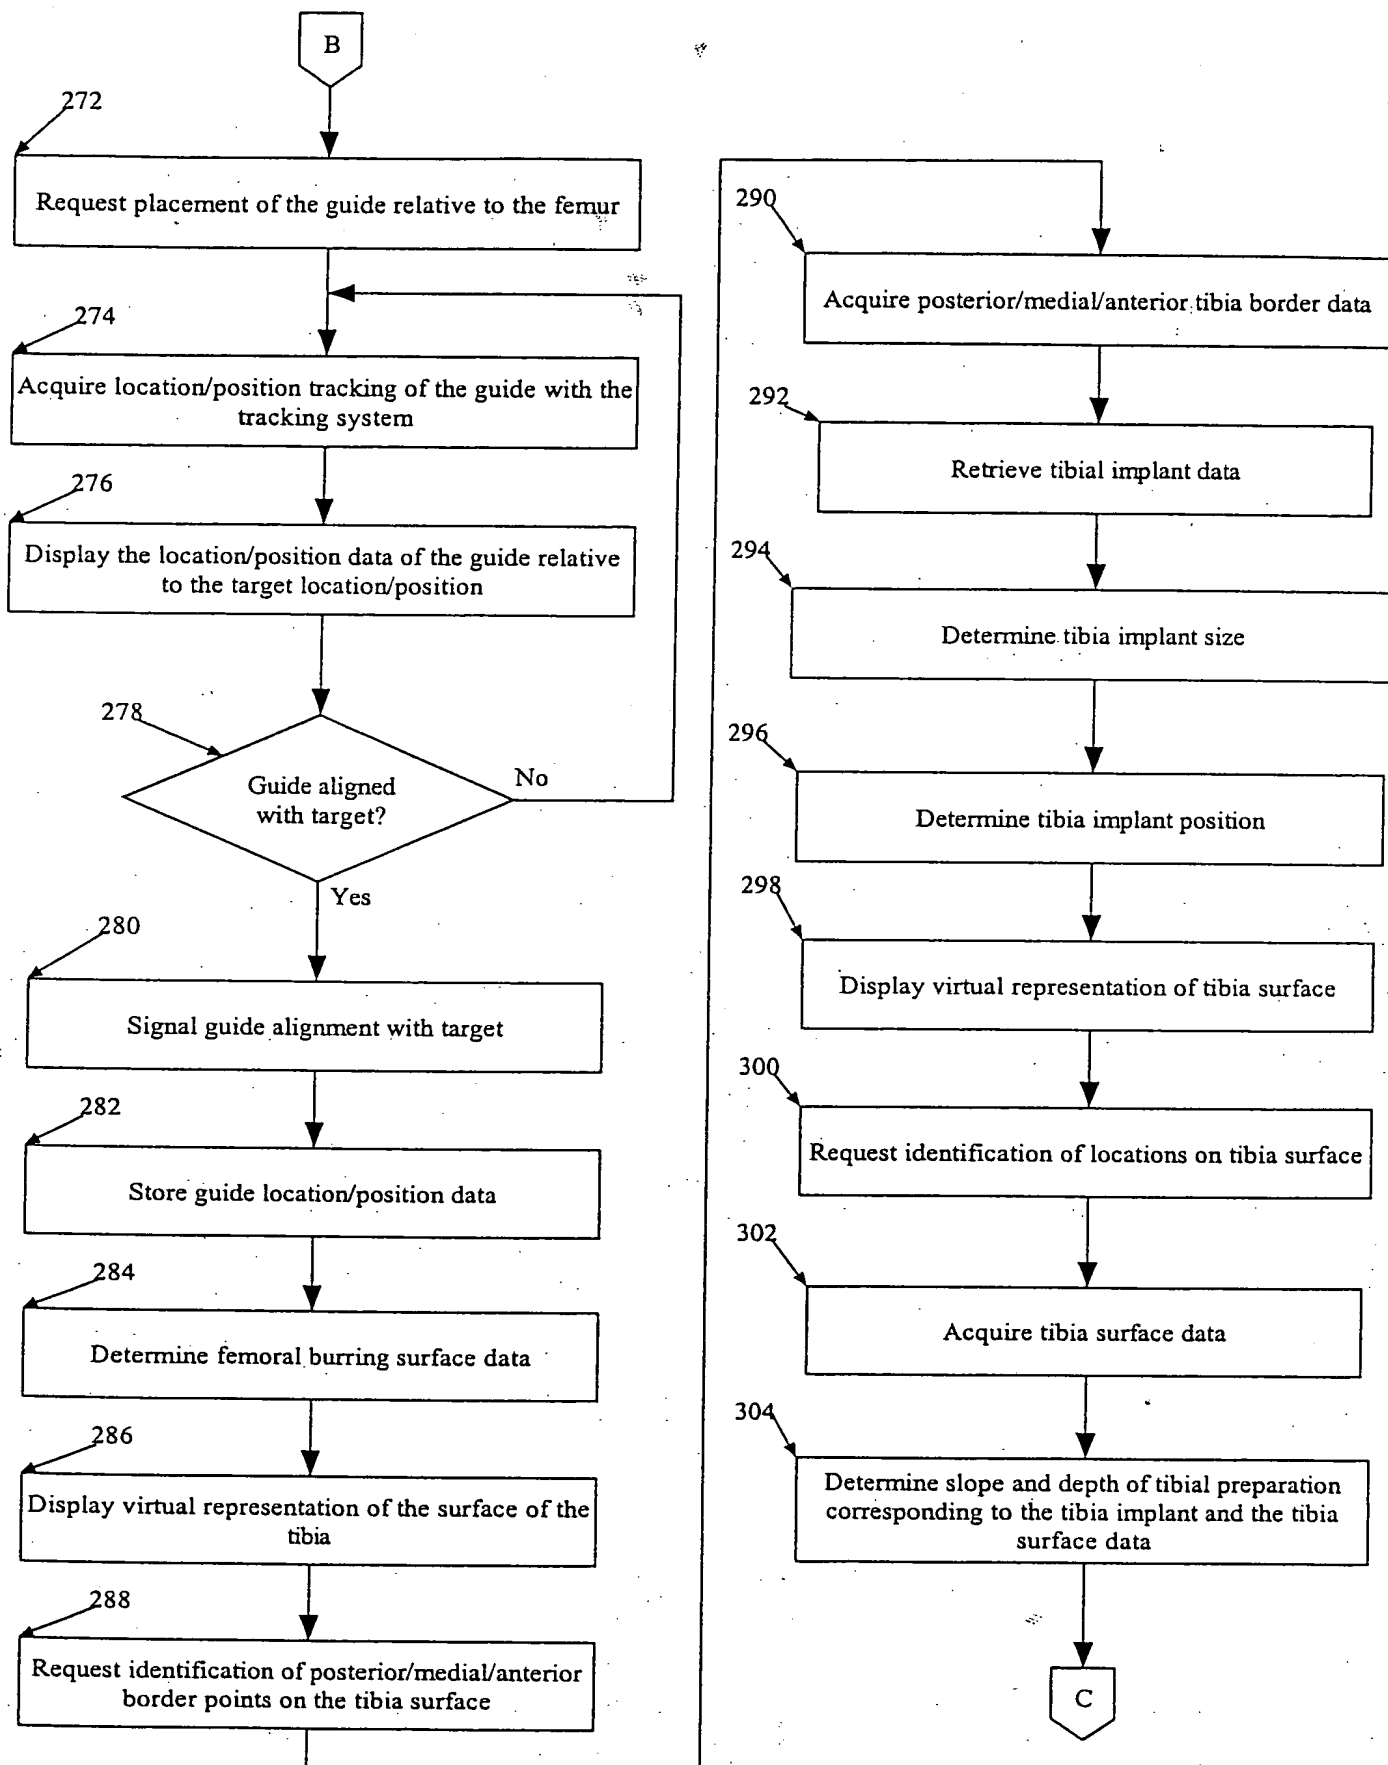 B
272
Request placement of the guide relative to the femur
274
Acquire location/position tracking of the guide with the
tracking system
276
Display the location/position data of the guide relative
to the target location/position
278
Guide aligned
with target?
No
Yes
280
Signal guide alignment with target
282
Store guide location/position data
284
Determine femoral burring surface data
286
Display virtual representation of the surface of the
tibia
288
Request identification of posterior/medial/anterior
border points on the tibia surface
290
Acquire posterior/medial/anterior tibia border data
292
Retrieve tibial implant data
294
Determine tibia implant size
296
Determine tibia implant position
298
Display virtual representation of tibia surface
300
Request identification of locations on tibia surface
302
Acquire tibia surface data
304
Determine slope and depth of tibial preparation
corresponding to the tibia implant and the tibia
surface data
C